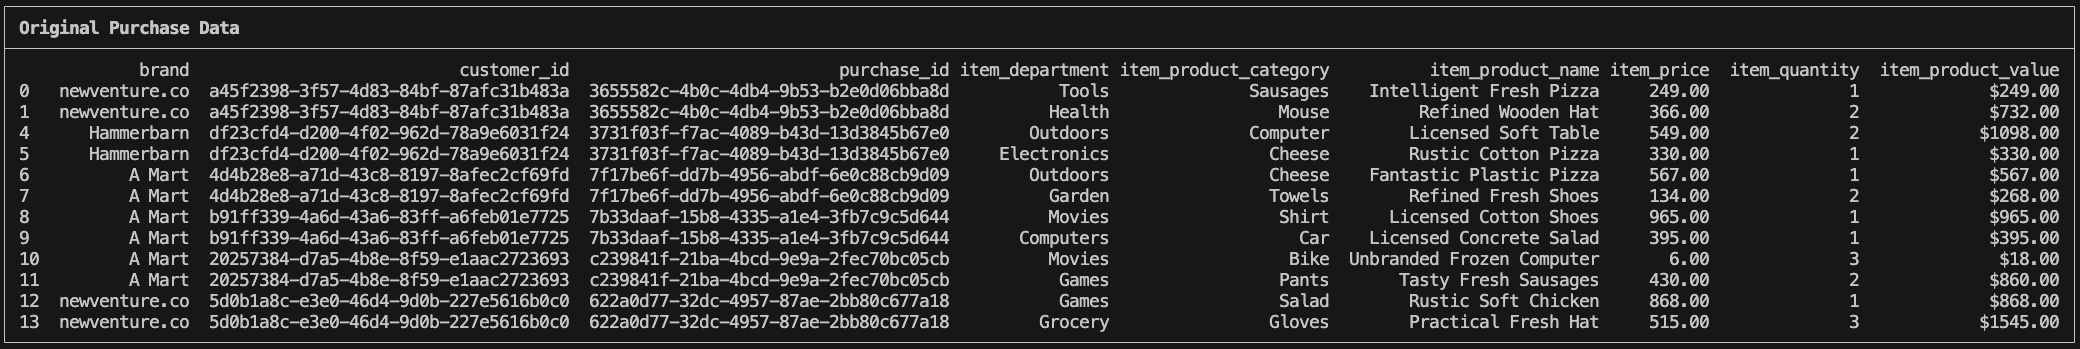 Original Purchase Data
brand customer_id purchase_id item_department item_product_category item_product_name item_price item_quantity item_product_value
0 newventure.co a45f2398-3f57-4d83-84bf-87afc31b483a 3655582c-4b0c-4db4-9b53-b2e0d06bba8d Tools Sausages Intelligent Fresh Pizza 249.00 1 $249.00
1 newventure.co a45f2398-3f57-4d83-84bf-87afc31b483a 3655582c-4b0c-4db4-9b53-b2e0d06bba8d Health Mouse Refined Wooden Hat 366.00 2 $732.00
4 Hammerbarn df23cfd4-d200-4f02-962d-78a9e6031f24 3731f03f-f7ac-4089-b43d-13d3845b67e0 Outdoors Computer Licensed Soft Table 549.00 2 $1098.00
5 Hammerbarn df23cfd4-d200-4f02-962d-78a9e6031f24 3731f03f-f7ac-4089-b43d-13d3845b67e0 Electronics Cheese Rustic Cotton Pizza 330.00 1 $330.00
6 A Mart 4d4b28e8-a71d-43c8-8197-8afec2cf69fd 7f17be6f-dd7b-4956-abdf-6e0c88cb9d09 Outdoors Cheese Fantastic Plastic Pizza 567.00 1 $567.00
7 A Mart 4d4b28e8-a71d-43c8-8197-8afec2cf69fd 7f17be6f-dd7b-4956-abdf-6e0c88cb9d09 Garden Towels Refined Fresh Shoes 134.00 2 $268.00
8 A Mart b91ff339-4a6d-43a6-83ff-a6feb01e7725 7b33daaf-15b8-4335-a1e4-3fb7c9c5d644 Movies Shirt Licensed Cotton Shoes 965.00 1 $965.00
9 A Mart b91ff339-4a6d-43a6-83ff-a6feb01e7725 7b33daaf-15b8-4335-a1e4-3fb7c9c5d644 Computers Car Licensed Concrete Salad 395.00 1 $395.00
10 A Mart 20257384-d7a5-4b8e-8f59-e1aac2723693 c239841f-21ba-4bcd-9e9a-2fec70bc05cb Movies Bike Unbranded Frozen Computer 6.00 3 $18.00
11 A Mart 20257384-d7a5-4b8e-8f59-e1aac2723693 c239841f-21ba-4bcd-9e9a-2fec70bc05cb Games Pants Tasty Fresh Sausages 430.00 2 $860.00
12 newventure.co 5d0b1a8c-e3e0-46d4-9d0b-227e5616b0c0 622a0d77-32dc-4957-87ae-2bb80c677a18 Games Salad Rustic Soft Chicken 868.00 1 $868.00
13 newventure.co 5d0b1a8c-e3e0-46d4-9d0b-227e5616b0c0 622a0d77-32dc-4957-87ae-2bb80c677a18 Grocery Gloves Practical Fresh Hat 515.00 3 $1545.00